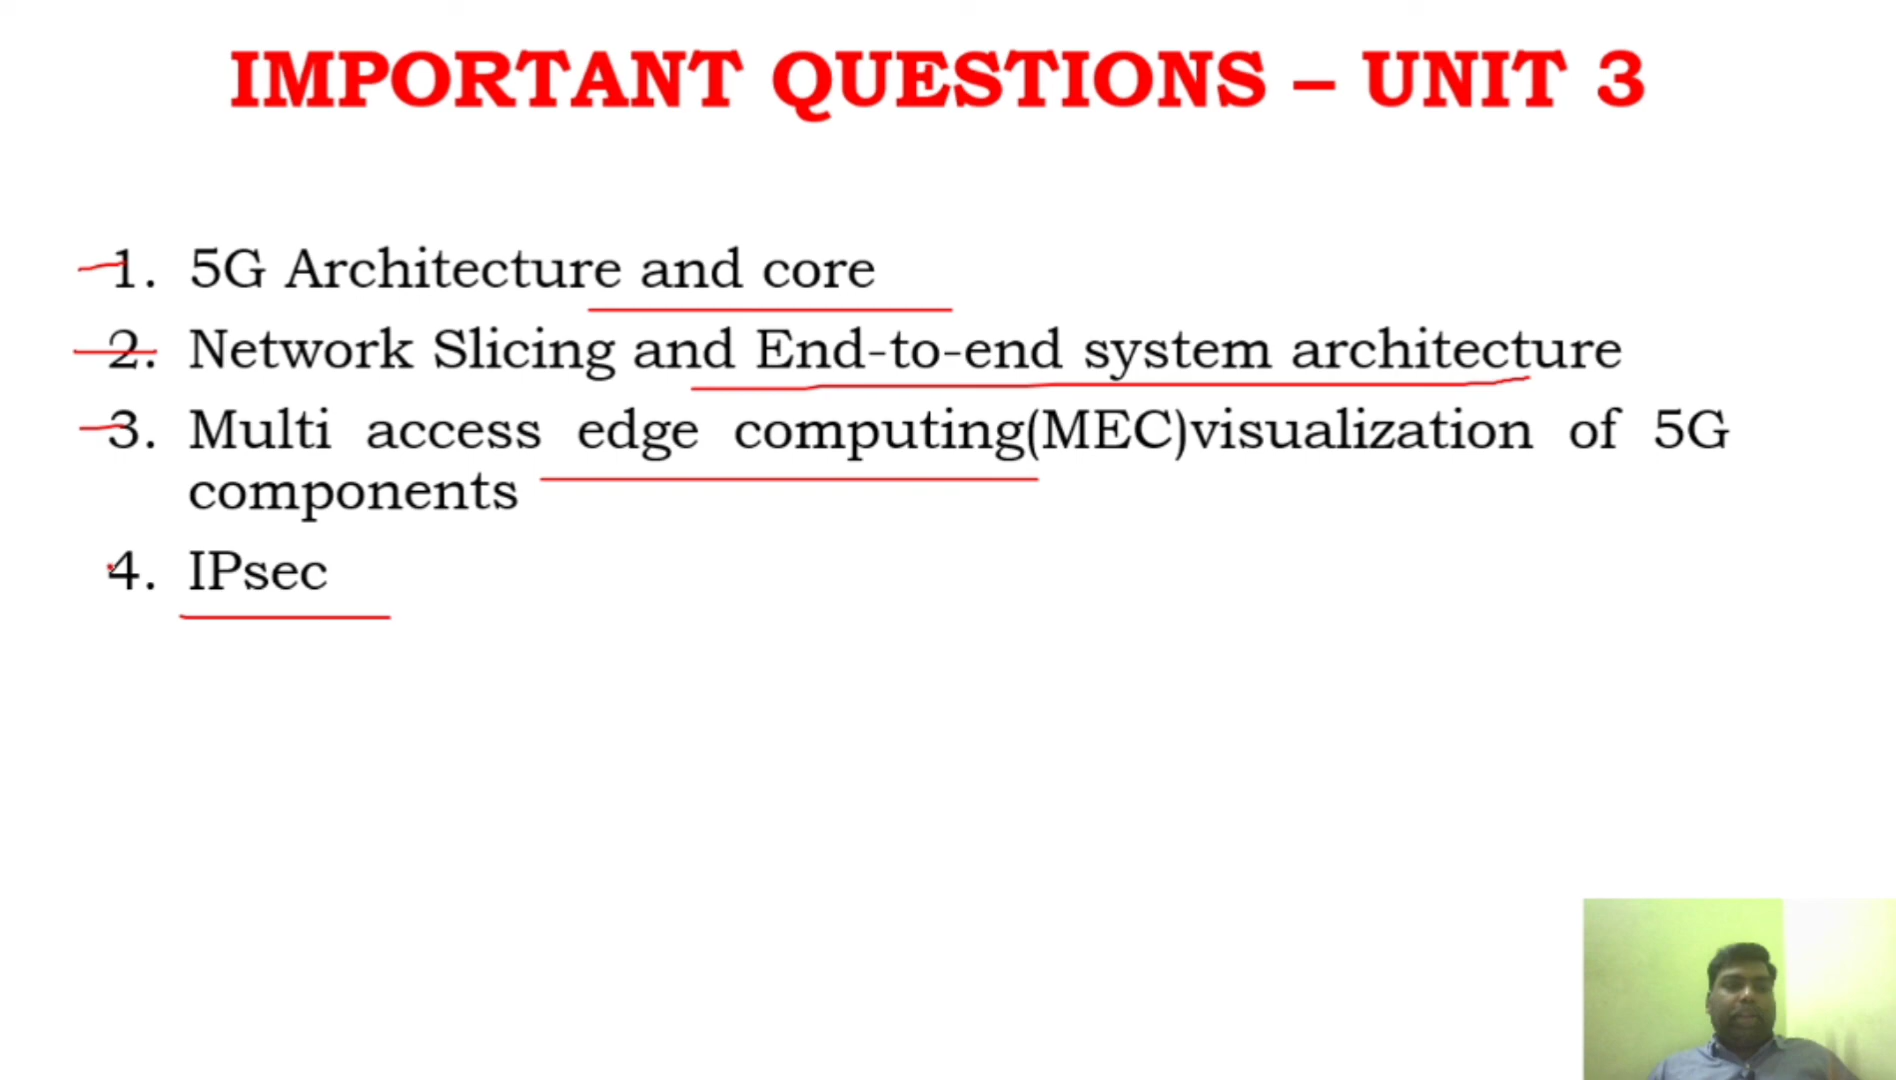 IMPORTANT QUESTIONS – UNIT 3
1. 5G Architecture and core
2. Network Slicing and End-to-end system architecture
3. Multi access edge computing(MEC)visualization of 5G
components
4. IPsec